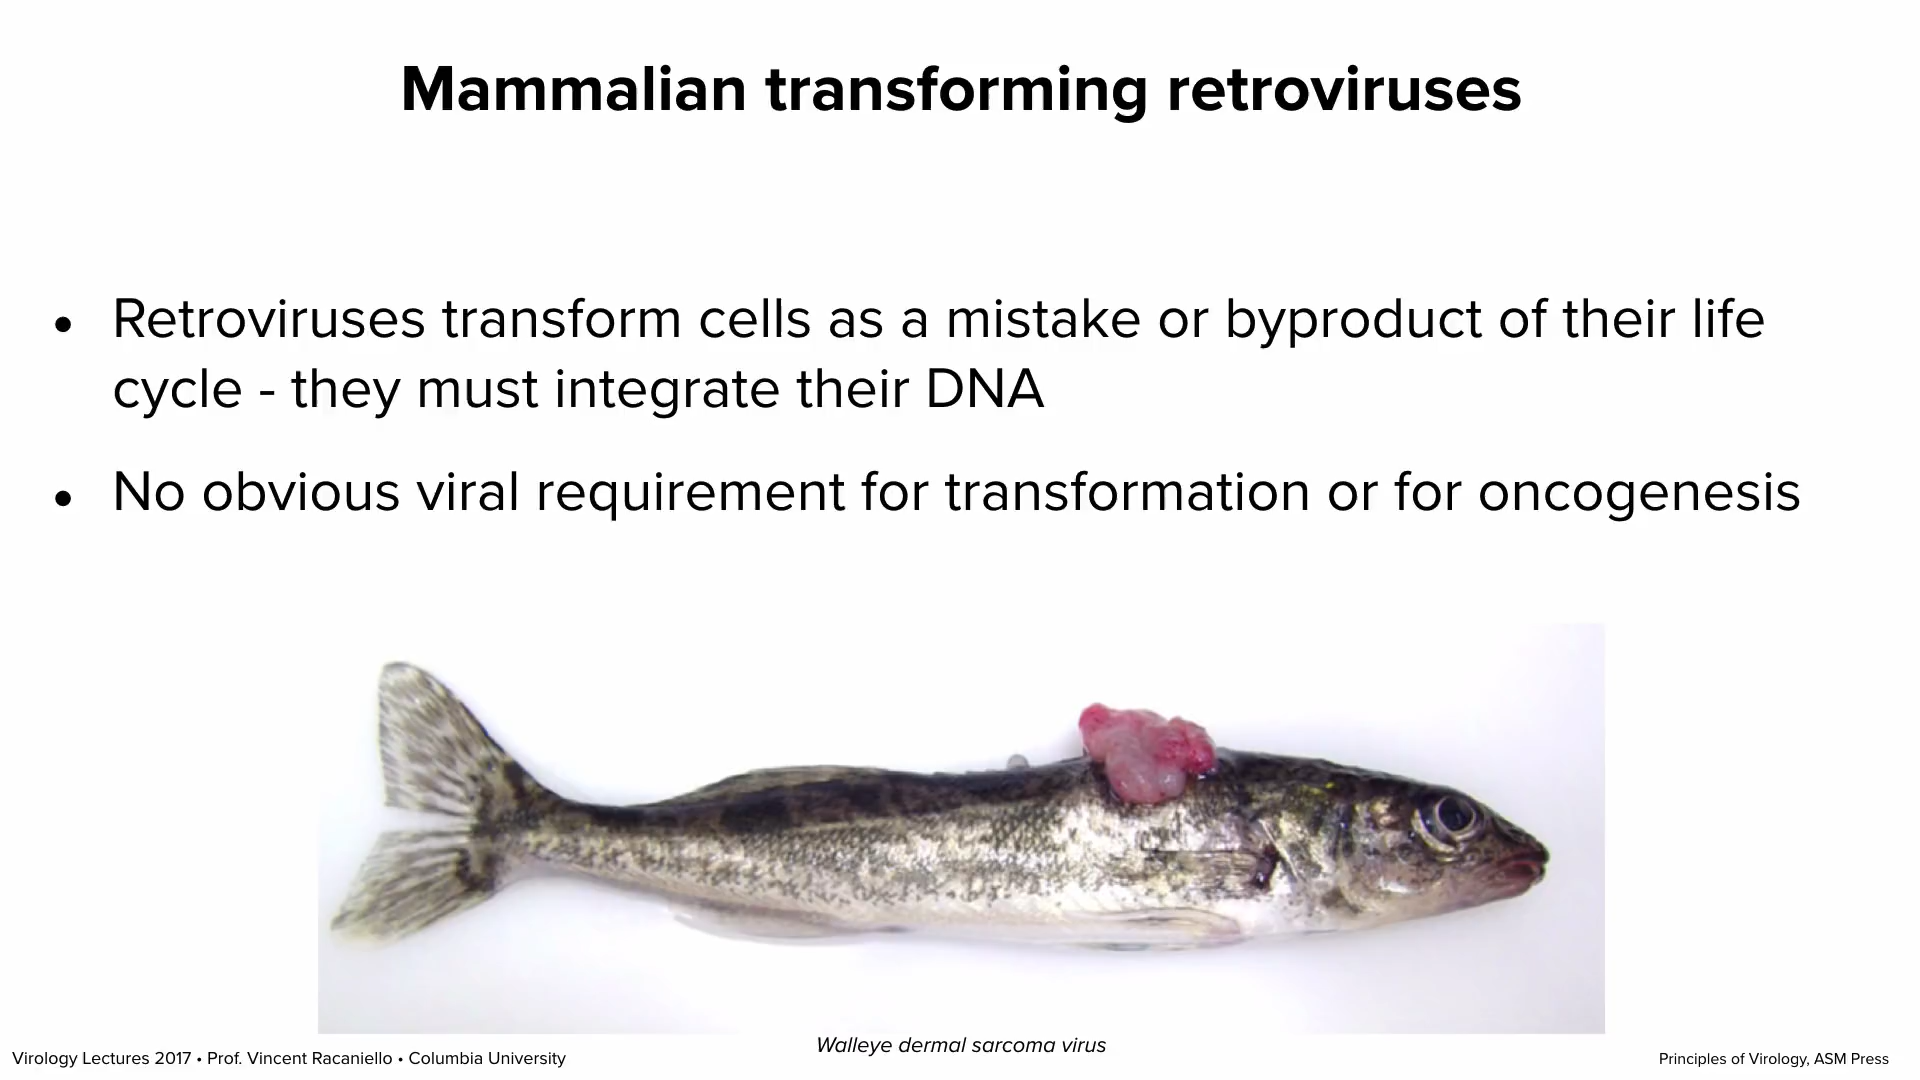 Mammalian transforming retroviruses
• Retroviruses transform cells as a mistake or byproduct of their life
cycle - they must integrate their DNA
• No obvious viral requirement for transformation or for oncogenesis
Walleye dermal sarcoma virus
Virology Lectures 2017 • Prof. Vincent Racaniello • Columbia University
Principles of Virology, ASM Press